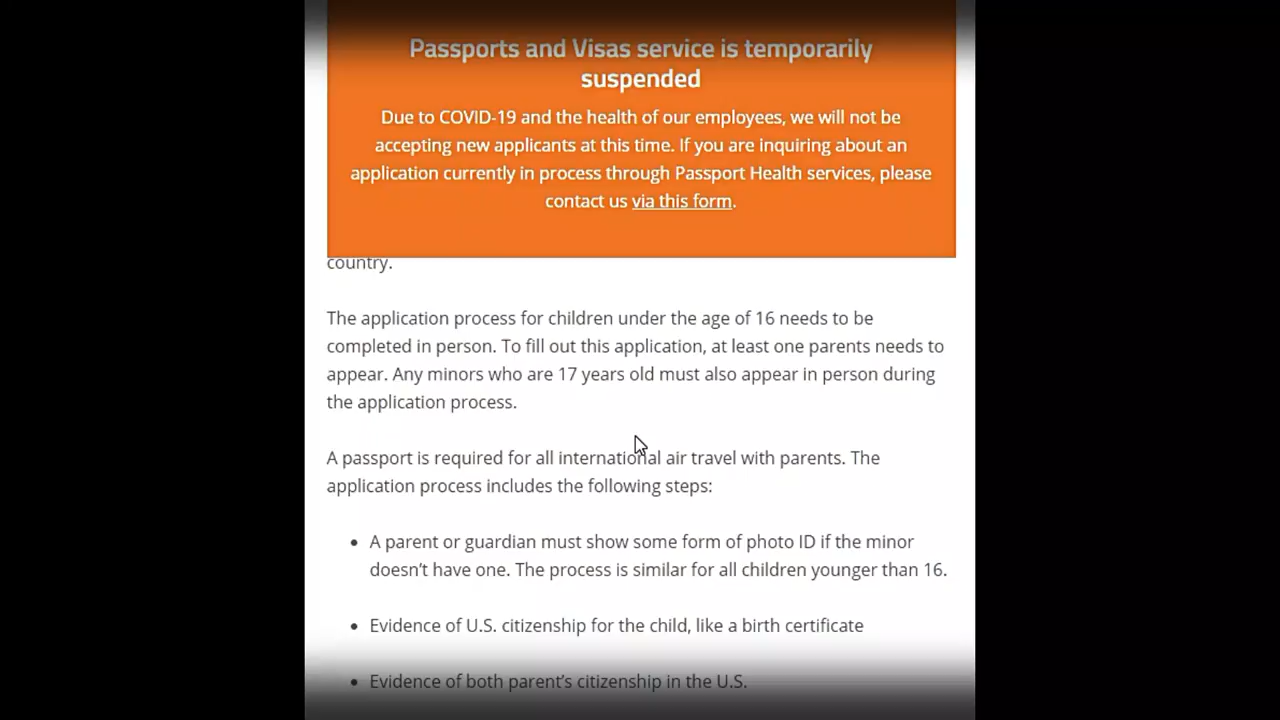 Passports and Visas service is temporarily
suspended
Due to COVID-19 and the health of our employees, we will not be
accepting new applicants at this time. If you are inquiring about an
application currently in process through Passport Health services, please
contact us via this form.
country.
The application process for children under the age of 16 needs to be
completed in person. To fill out this application, at least one parents needs to
appear. Any minors who are 17 years old must also appear in person during
the application process.
A passport is required for all international air travel with parents. The
application process includes the following steps:
• A parent or guardian must show some form of photo ID if the minor
doesn’t have one. The process is similar for all children younger than 16.
• Evidence of U.S. citizenship for the child, like a birth certificate
• Evidence of both parent’s citizenship in the U.S.